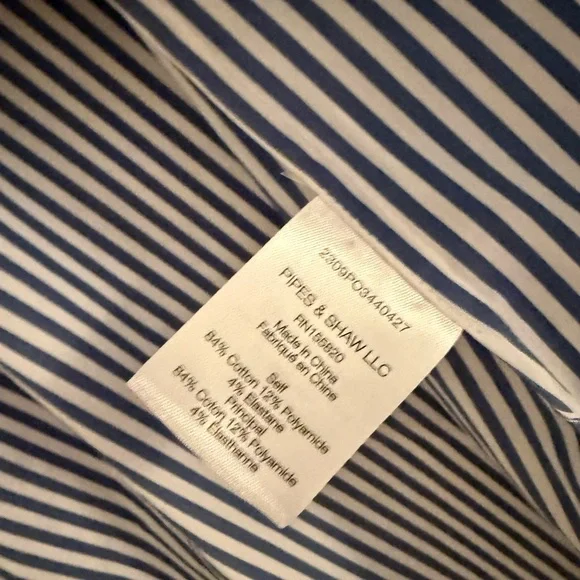 2309PO3440427
PIPES & SHAW LLC
RN155820
Made in China
Fabriqué en Chine
Self
84% Cotton 12% Polyamide
4% Elastane
Principal
84% Coton 12% Polyamide
4% Élasthanne